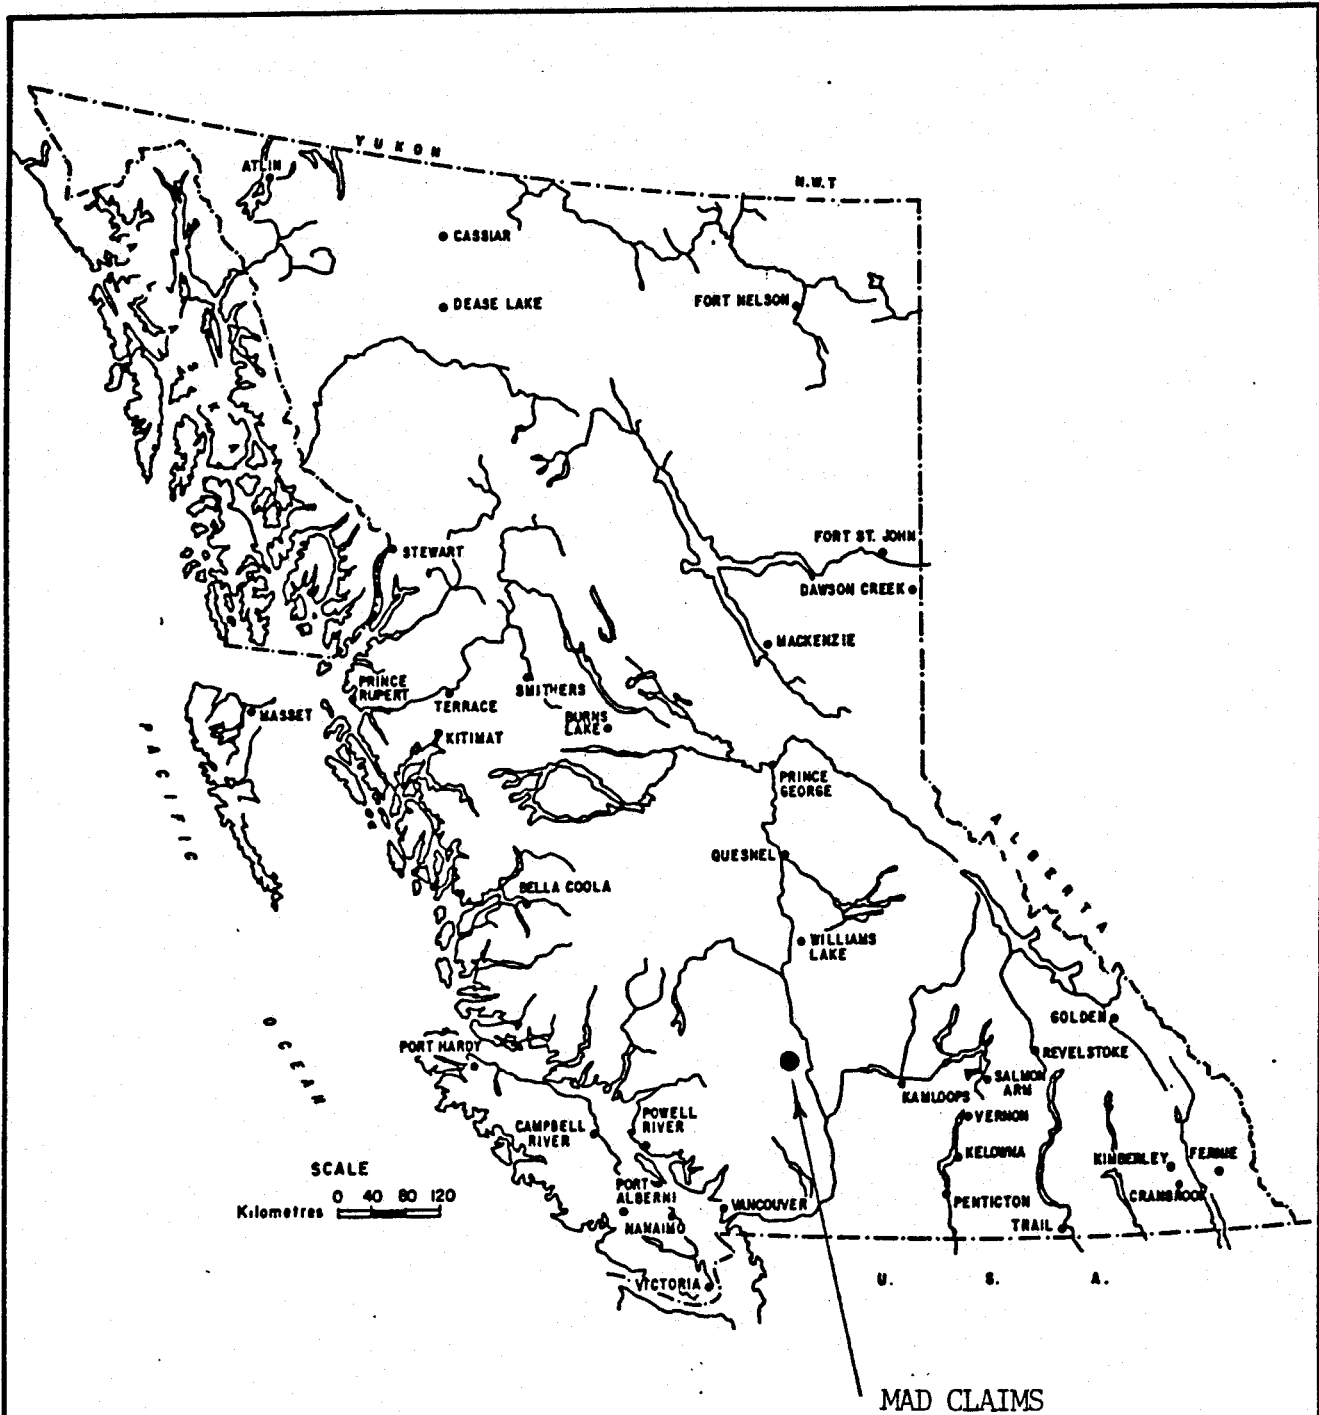 YUKON
ATLIN
N.W.T
CASSIAR
DEASE LAKE
FORT NELSON
STEWART
FORT ST. JOHN
DAWSON CREEK
MACKENZIE
PRINCE
RUPERT
MASSET
TERRACE
SMITHERS
BURNS
LAKE
KITIMAT
PACIFIC
PRINCE
GEORGE
ALBERTA
QUESNEL
BELLA COOLA
WILLIAMS
LAKE
OCEAN
GOLDEN
PORT HARDY
REVELSTOKE
SALMON
ARM
KAMLOOPS
VERNON
POWELL
RIVER
CAMPBELL
RIVER
KELOWNA
KIMBERLEY
FERNIE
SCALE
0 40 80 120
Kilometres
PORT
ALBERNI
CRANBROOK
PENTICTON
VANCOUVER
NANAIMO
TRAIL
VICTORIA
U. S. A.
MAD CLAIMS